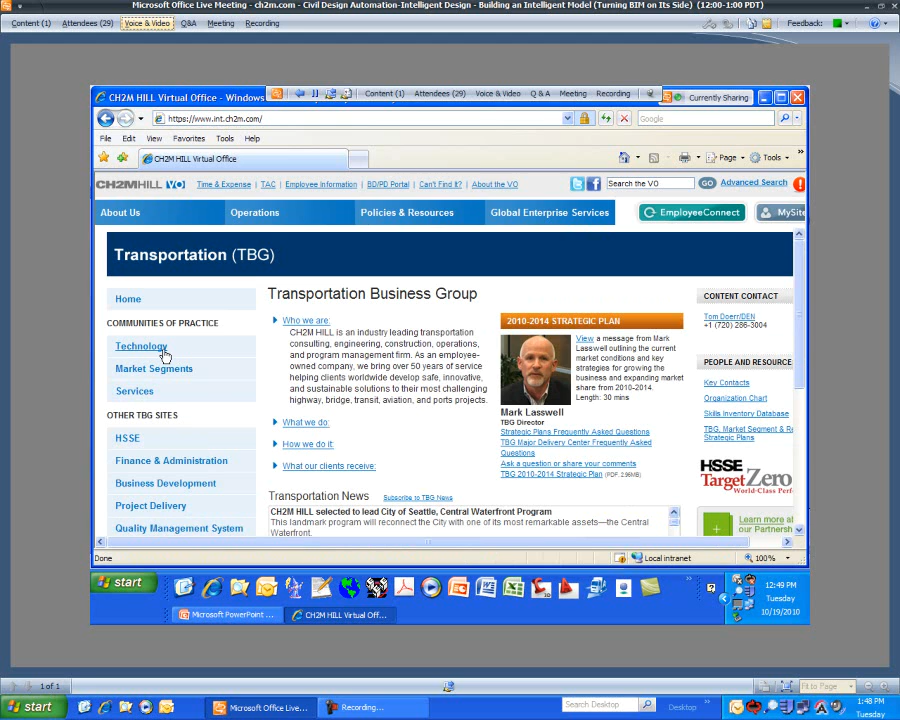 Microsoft Office Live Meeting - ch2m.com - Civil Design Automation-Intelligent Design - Building an Intelligent Model (Turning BIM on Its Side) (12:00-1:00 PDT)
Content (1) Attendees (29) Voice & Video Q&A Meeting Recording Feedback:
CH2M HILL Virtual Office - Windows Content (1) Attendees (29) Voice & Video Q & A Meeting Recording Currently Sharing
https://www.int.ch2m.com/ Google
File Edit View Favorites Tools Help
CH2M HILL Virtual Office Page Tools
CH2MHILL VO Time & Expense TAC Employee Information BD/PD Portal Can't Find It? About the VO Search the VO GO Advanced Search
About Us Operations Policies & Resources Global Enterprise Services EmployeeConnect MySite
Transportation (TBG)
Home
COMMUNITIES OF PRACTICE
Technology
Market Segments
Services
OTHER TBG SITES
HSSE
Finance & Administration
Business Development
Project Delivery
Quality Management System
Transportation Business Group
Who we are:
CH2M HILL is an industry leading transportation
consulting, engineering, construction, operations,
and program management firm. As an employee-
owned company, we bring over 50 years of service
helping clients worldwide develop safe, innovative,
and sustainable solutions to their most challenging
highway, bridge, transit, aviation, and ports projects.
What we do:
How we do it:
What our clients receive:
2010-2014 STRATEGIC PLAN
View a message from Mark
Lasswell outlining the current
market conditions and key
strategies for growing the
business and expanding market
share from 2010-2014.
Length: 30 mins
Mark Lasswell
TBG Director
Strategic Plans Frequently Asked Questions
TBG Major Delivery Center Frequently Asked
Questions
Ask a question or share your comments
TBG 2010-2014 Strategic Plan (PDF, 2.96MB)
Transportation News Subscribe to TBG News
CH2M HILL selected to lead City of Seattle, Central Waterfront Program
This landmark program will reconnect the City with one of its most remarkable assets—the Central
Waterfront.
CONTENT CONTACT
Tom Doerr/DEN
+1 (720) 286-3004
PEOPLE AND RESOURCE
Key Contacts
Organization Chart
Skills Inventory Database
TBG, Market Segment & R
Strategic Plans
HSSE
Target Zero
World-Class Perf
Learn more at
our Partnersh
Done Local intranet 100%
start 12:49 PM
Tuesday
10/19/2010
Microsoft PowerPoint ... CH2M HILL Virtual Offi...
1 of 1 Fit to Page
start Microsoft Office Live... Recording... Search Desktop Desktop 1:48 PM
Tuesday